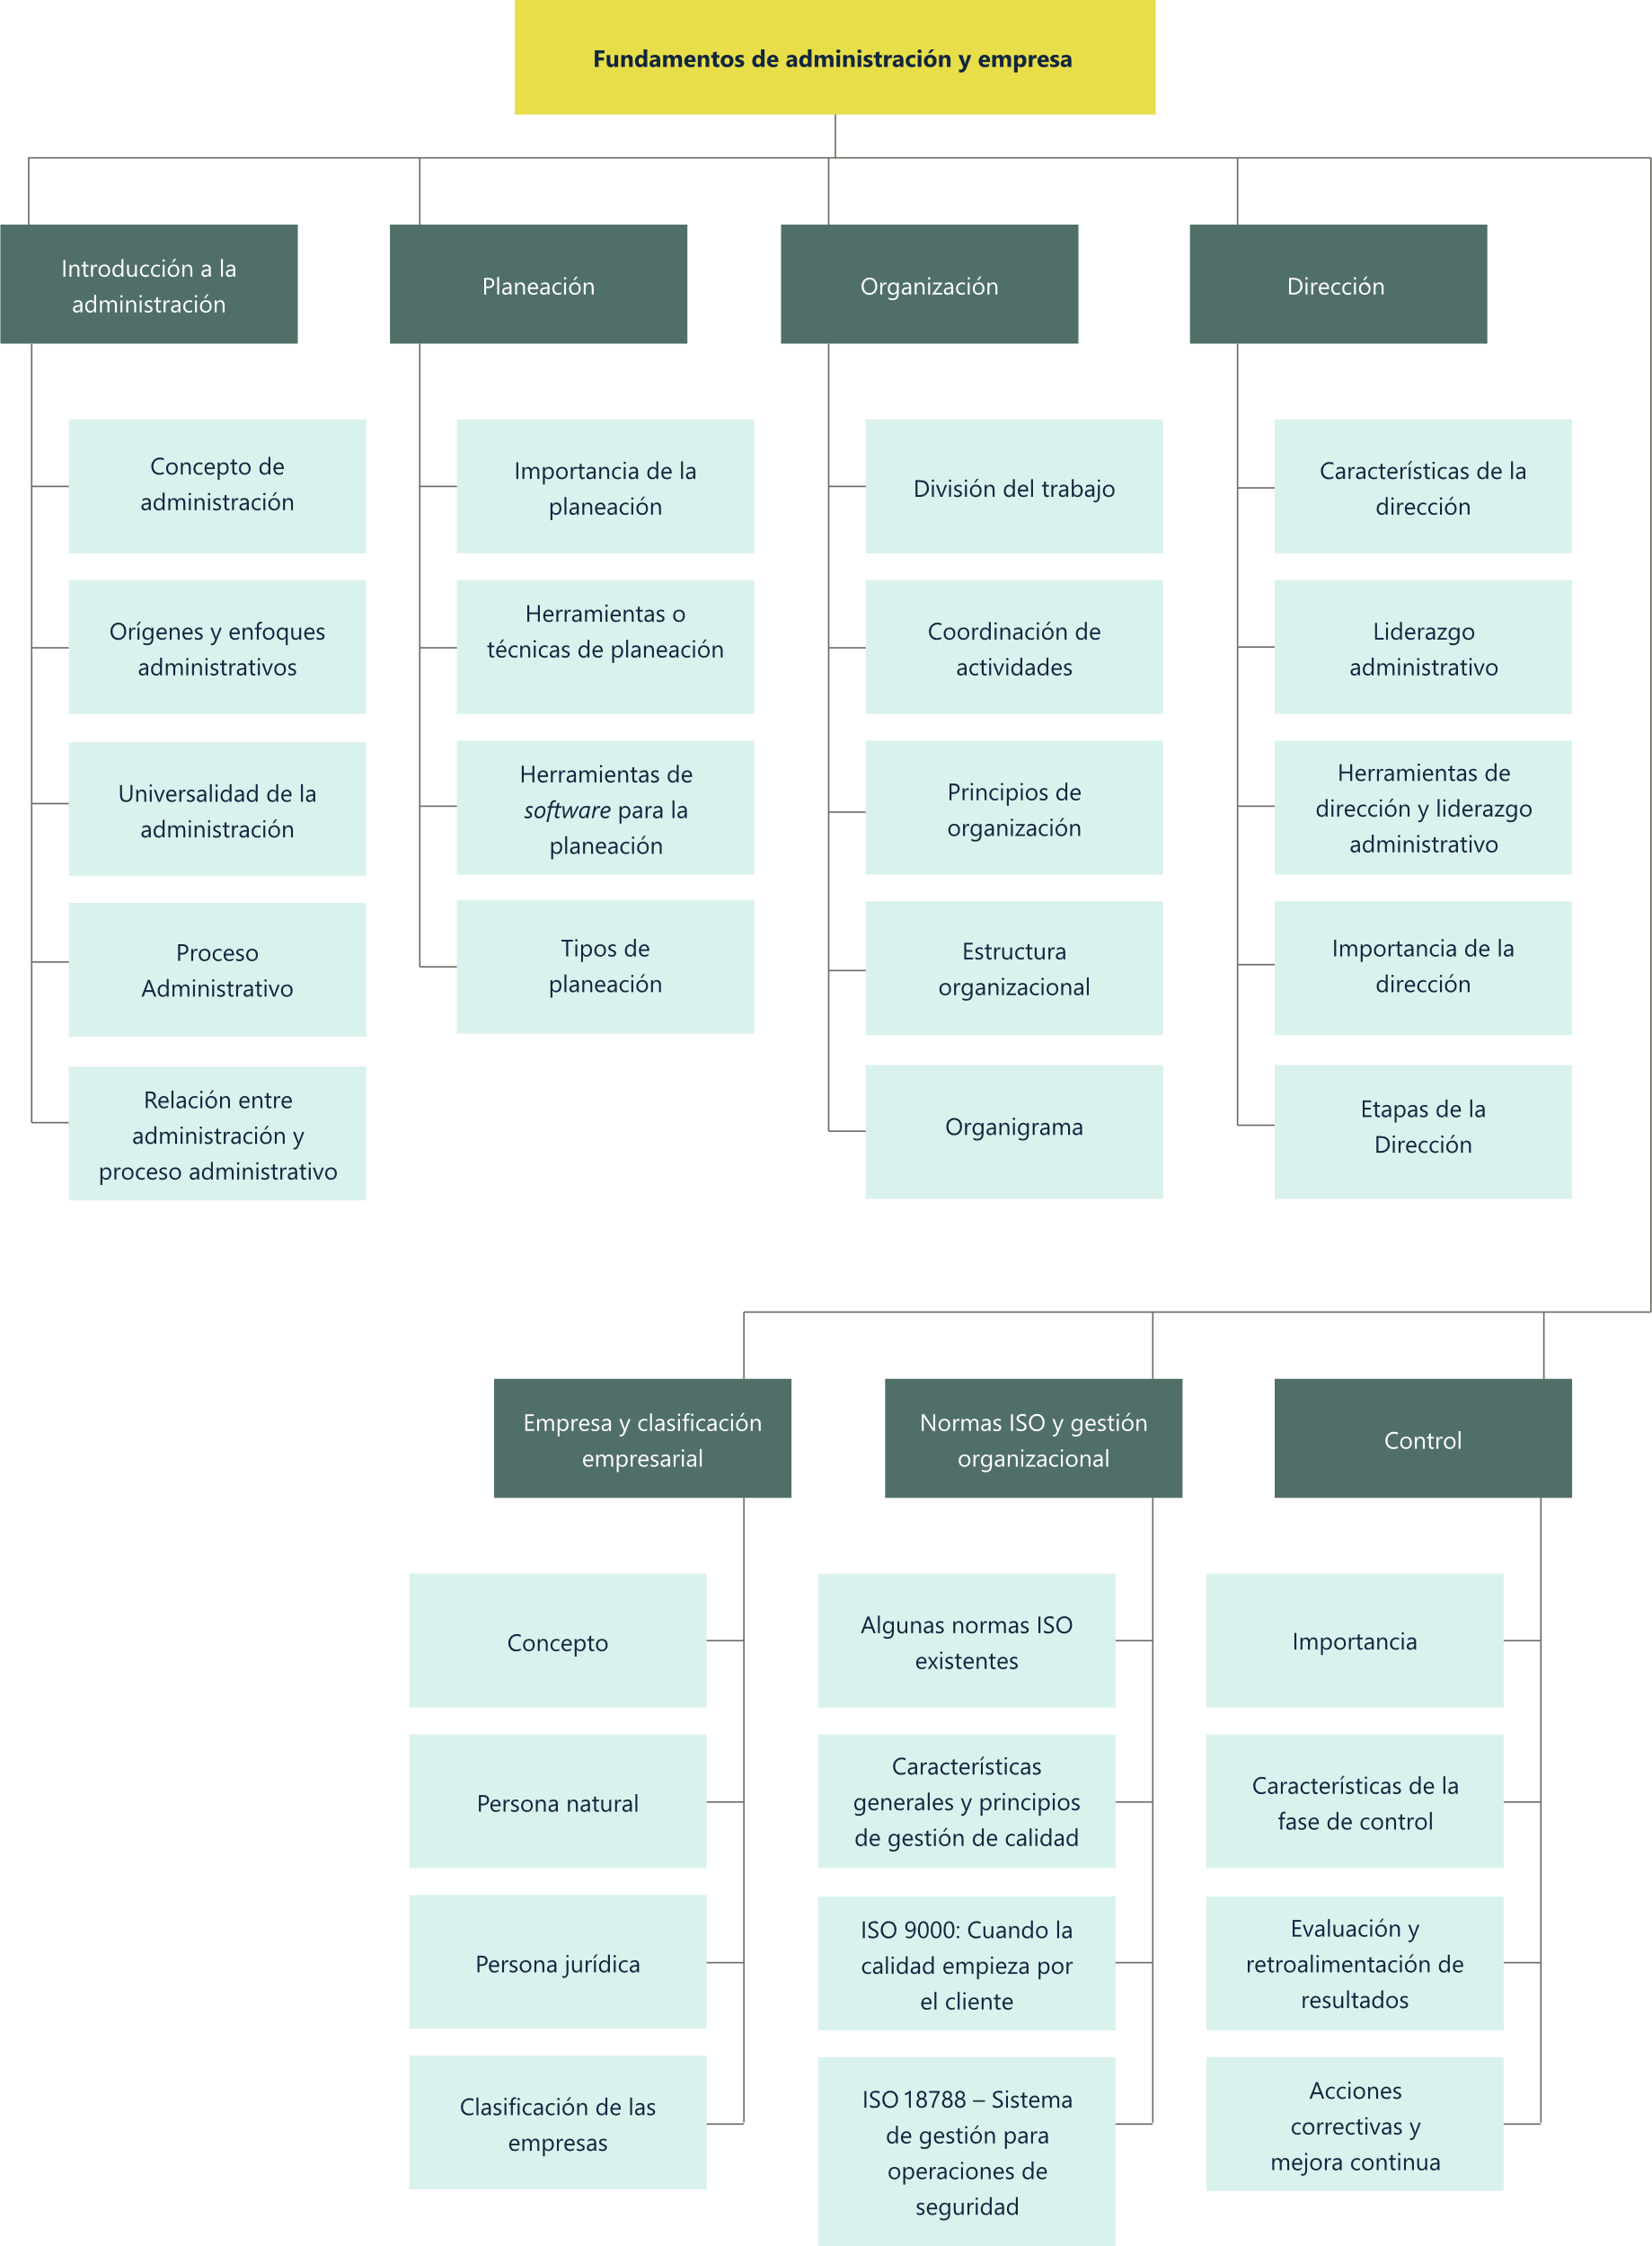 Fundamentos de administración y empresa
Introducción a la
administración
Concepto de
administración
Orígenes y enfoques
administrativos
Universalidad de la
administración
Proceso
Administrativo
Relación entre
administración y
proceso administrativo
Planeación
Importancia de la
planeación
Herramientas o
técnicas de planeación
Herramientas de
software para la
planeación
Tipos de
planeación
Organización
División del trabajo
Coordinación de
actividades
Principios de
organización
Estructura
organizacional
Organigrama
Dirección
Características de la
dirección
Liderazgo
administrativo
Herramientas de
dirección y liderazgo
administrativo
Importancia de la
dirección
Etapas de la
Dirección
Empresa y clasificación
empresarial
Concepto
Persona natural
Persona jurídica
Clasificación de las
empresas
Normas ISO y gestión
organizacional
Algunas normas ISO
existentes
Características
generales y principios
de gestión de calidad
ISO 9000: Cuando la
calidad empieza por
el cliente
ISO 18788 – Sistema
de gestión para
operaciones de
seguridad
Control
Importancia
Características de la
fase de control
Evaluación y
retroalimentación de
resultados
Acciones
correctivas y
mejora continua